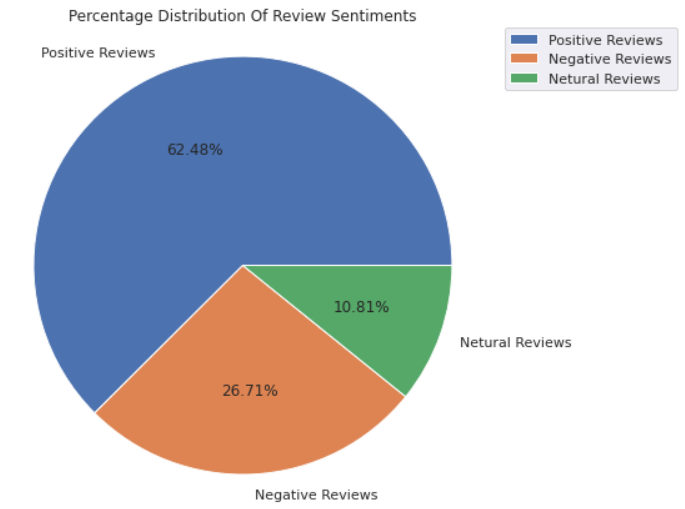 Percentage Distribution Of Review Sentiments
Positive Reviews
Positive Reviews
Negative Reviews
Netural Reviews
62.48%
10.81%
Netural Reviews
26.71%
Negative Reviews